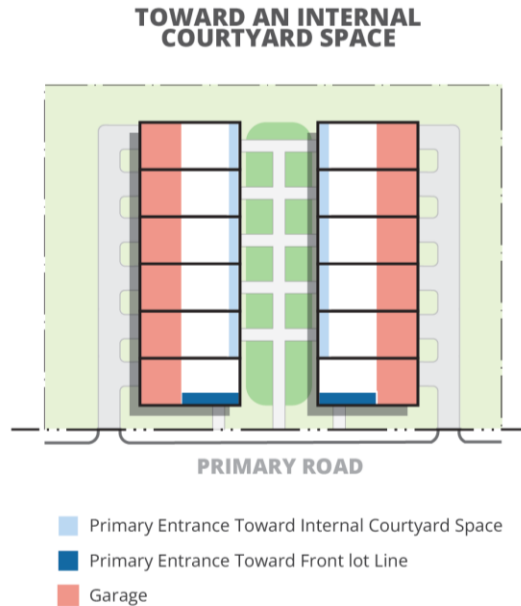 TOWARD AN INTERNAL
COURTYARD SPACE
PRIMARY ROAD
Primary Entrance Toward Internal Courtyard Space
Primary Entrance Toward Front lot Line
Garage